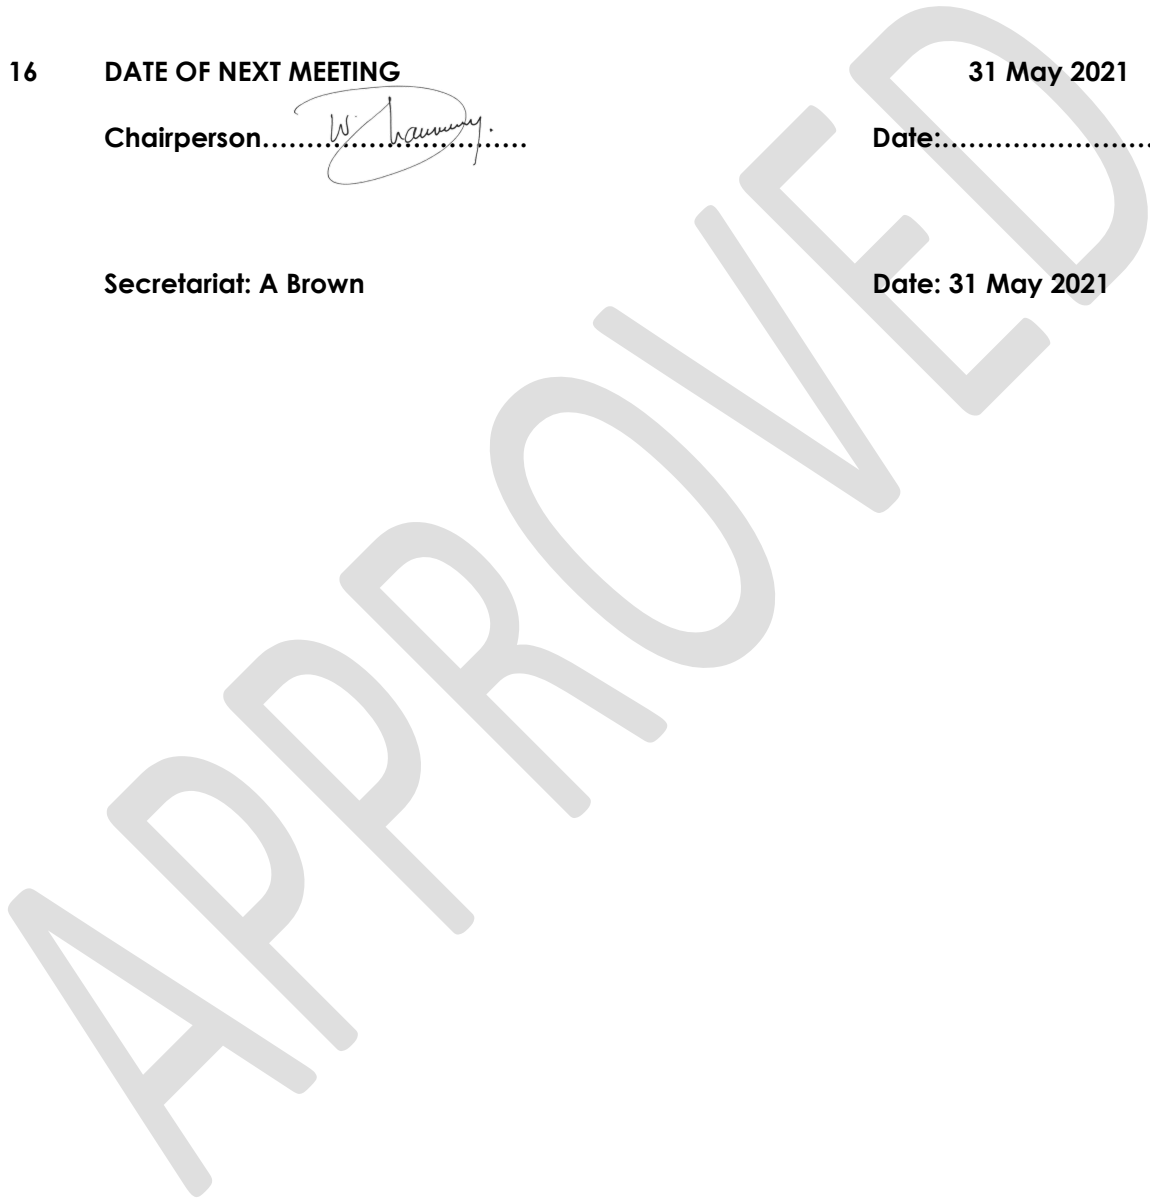 16 DATE OF NEXT MEETING 31 May 2021
Chairperson……..………………….…. Date:……………………..
Secretariat: A Brown Date: 31 May 2021
APPROVED